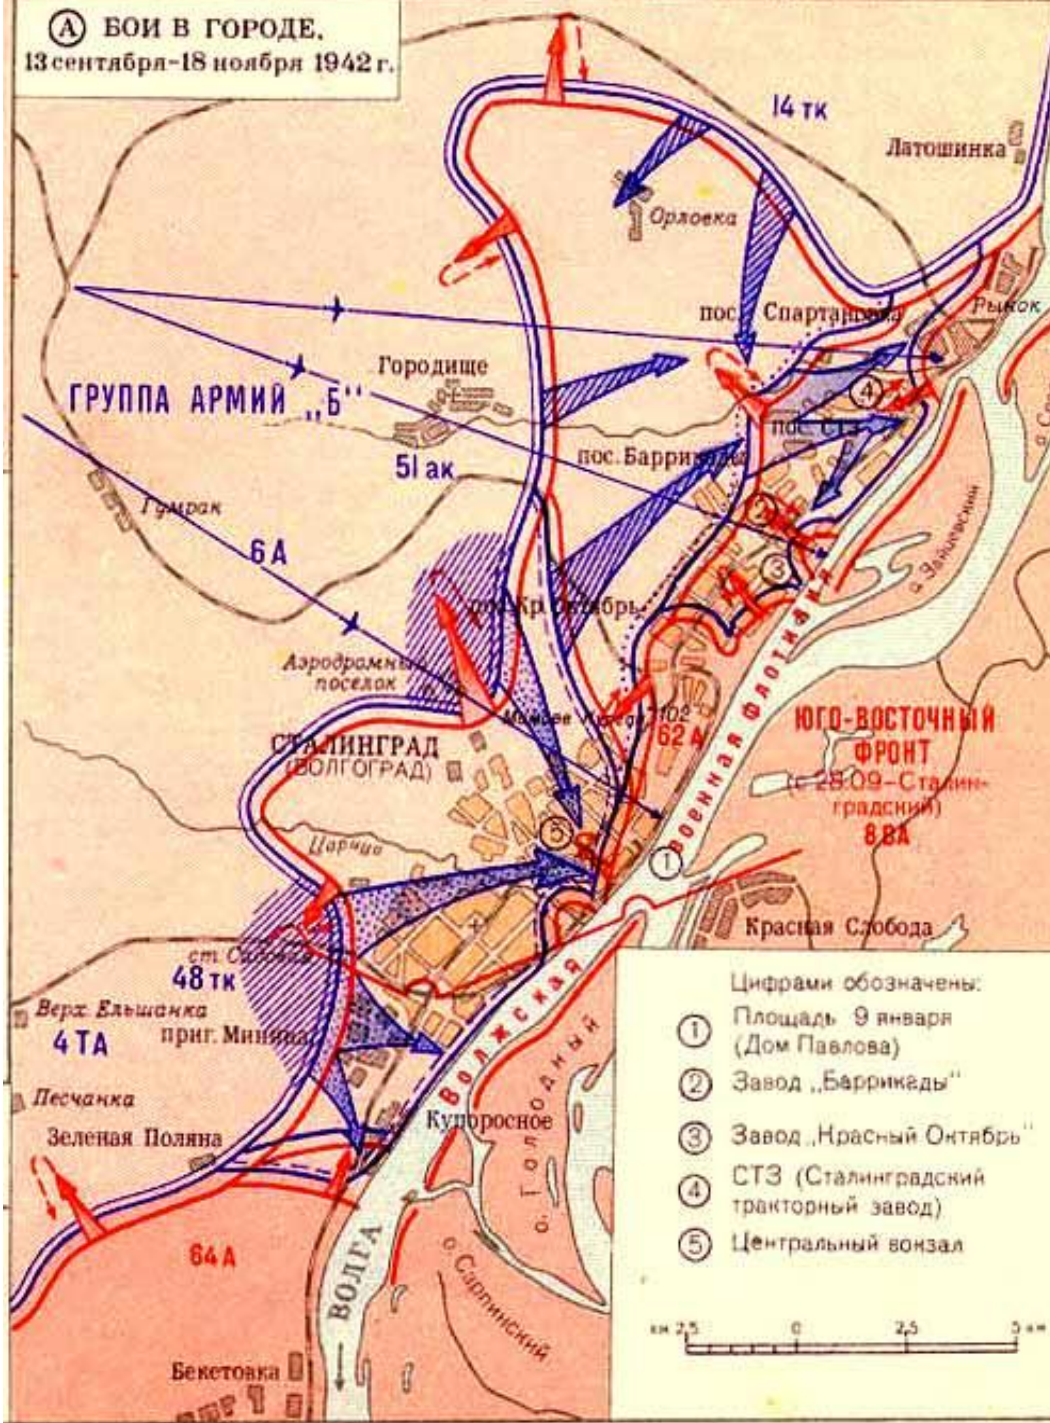 А БОИ В ГОРОДЕ.
13 сентября-18 ноября 1942 г.
14 тк
Латошинка
Орловка
пос. Спартановка
Рынок
Городище
ГРУППА АРМИЙ „Б"
4
пос. СТЗ
51 ак
пос. Баррикады
Гумрак
6 А
3
о. Зайцевский
пос. Кр. Октябрь
Аэродромный
поселок
Мамаев Курган
102
62 А
СТАЛИНГРАД
(ВОЛГОГРАД)
ЮГО-ВОСТОЧНЫЙ
ФРОНТ
(с 28.09-Сталин-
градский)
8 ВА
5
1
Царица
Красная Слобода
ст. Садовая
48 тк
Верх. Ельшанка
4 ТА
приг. Минина
Песчанка
Зеленая Поляна
Купоросное
ВОЛЖСКАЯ ВОЕННАЯ ФЛОТИЛИЯ
о. Голодный
64 А
ВОЛГА
о. Сарпинский
Бекетовка
Цифрами обозначены:
1 Площадь 9 января
(Дом Павлова)
2 Завод „Баррикады"
3 Завод „Красный Октябрь"
4 СТЗ (Сталинградский
тракторный завод)
5 Центральный вокзал
км 2,5 0 2,5 5 км